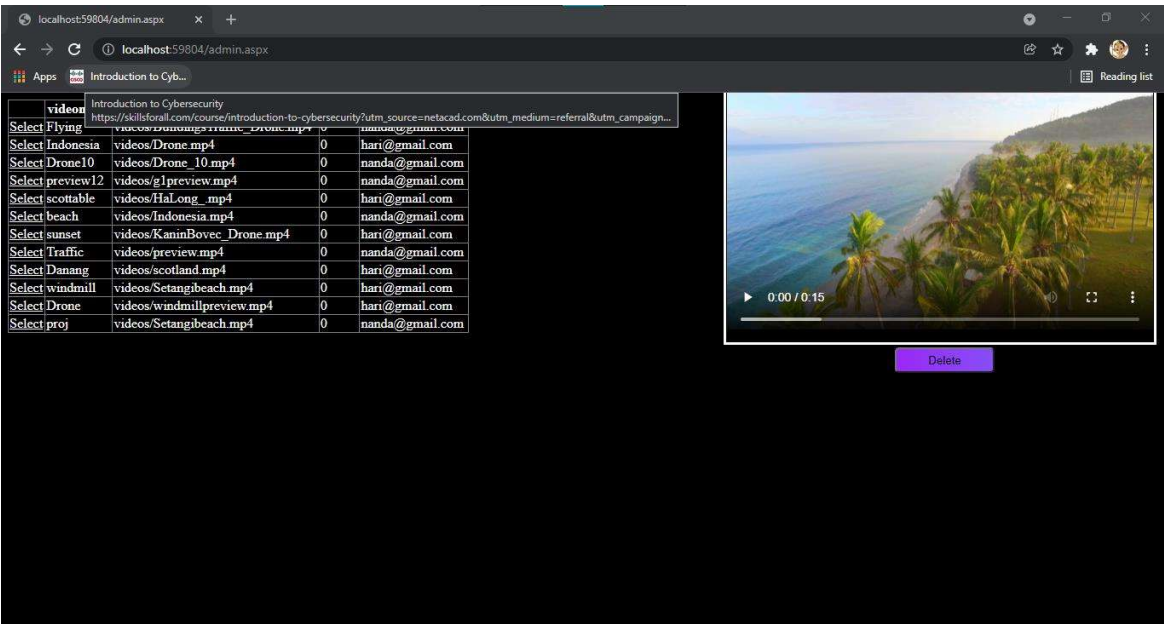 localhost:59804/admin.aspx
localhost:59804/admin.aspx
Apps Introduction to Cyb... Reading list
Introduction to Cybersecurity
https://skillsforall.com/course/introduction-to-cybersecurity?utm_source=netacad.com&utm_medium=referral&utm_campaign...
Select Flying videos/BuildingsTraffic_Drone.mp4 0 nanda@gmail.com
Select Indonesia videos/Drone.mp4 0 hari@gmail.com
Select Drone10 videos/Drone_10.mp4 0 nanda@gmail.com
Select preview12 videos/g1preview.mp4 0 nanda@gmail.com
Select scottable videos/HaLong_.mp4 0 hari@gmail.com
Select beach videos/Indonesia.mp4 0 nanda@gmail.com
Select sunset videos/KaninBovec_Drone.mp4 0 hari@gmail.com
Select Traffic videos/preview.mp4 0 nanda@gmail.com
Select Danang videos/scotland.mp4 0 hari@gmail.com
Select windmill videos/Setangibeach.mp4 0 hari@gmail.com
Select Drone videos/windmillpreview.mp4 0 hari@gmail.com
Select proj videos/Setangibeach.mp4 0 nanda@gmail.com
0:00 / 0:15
Delete